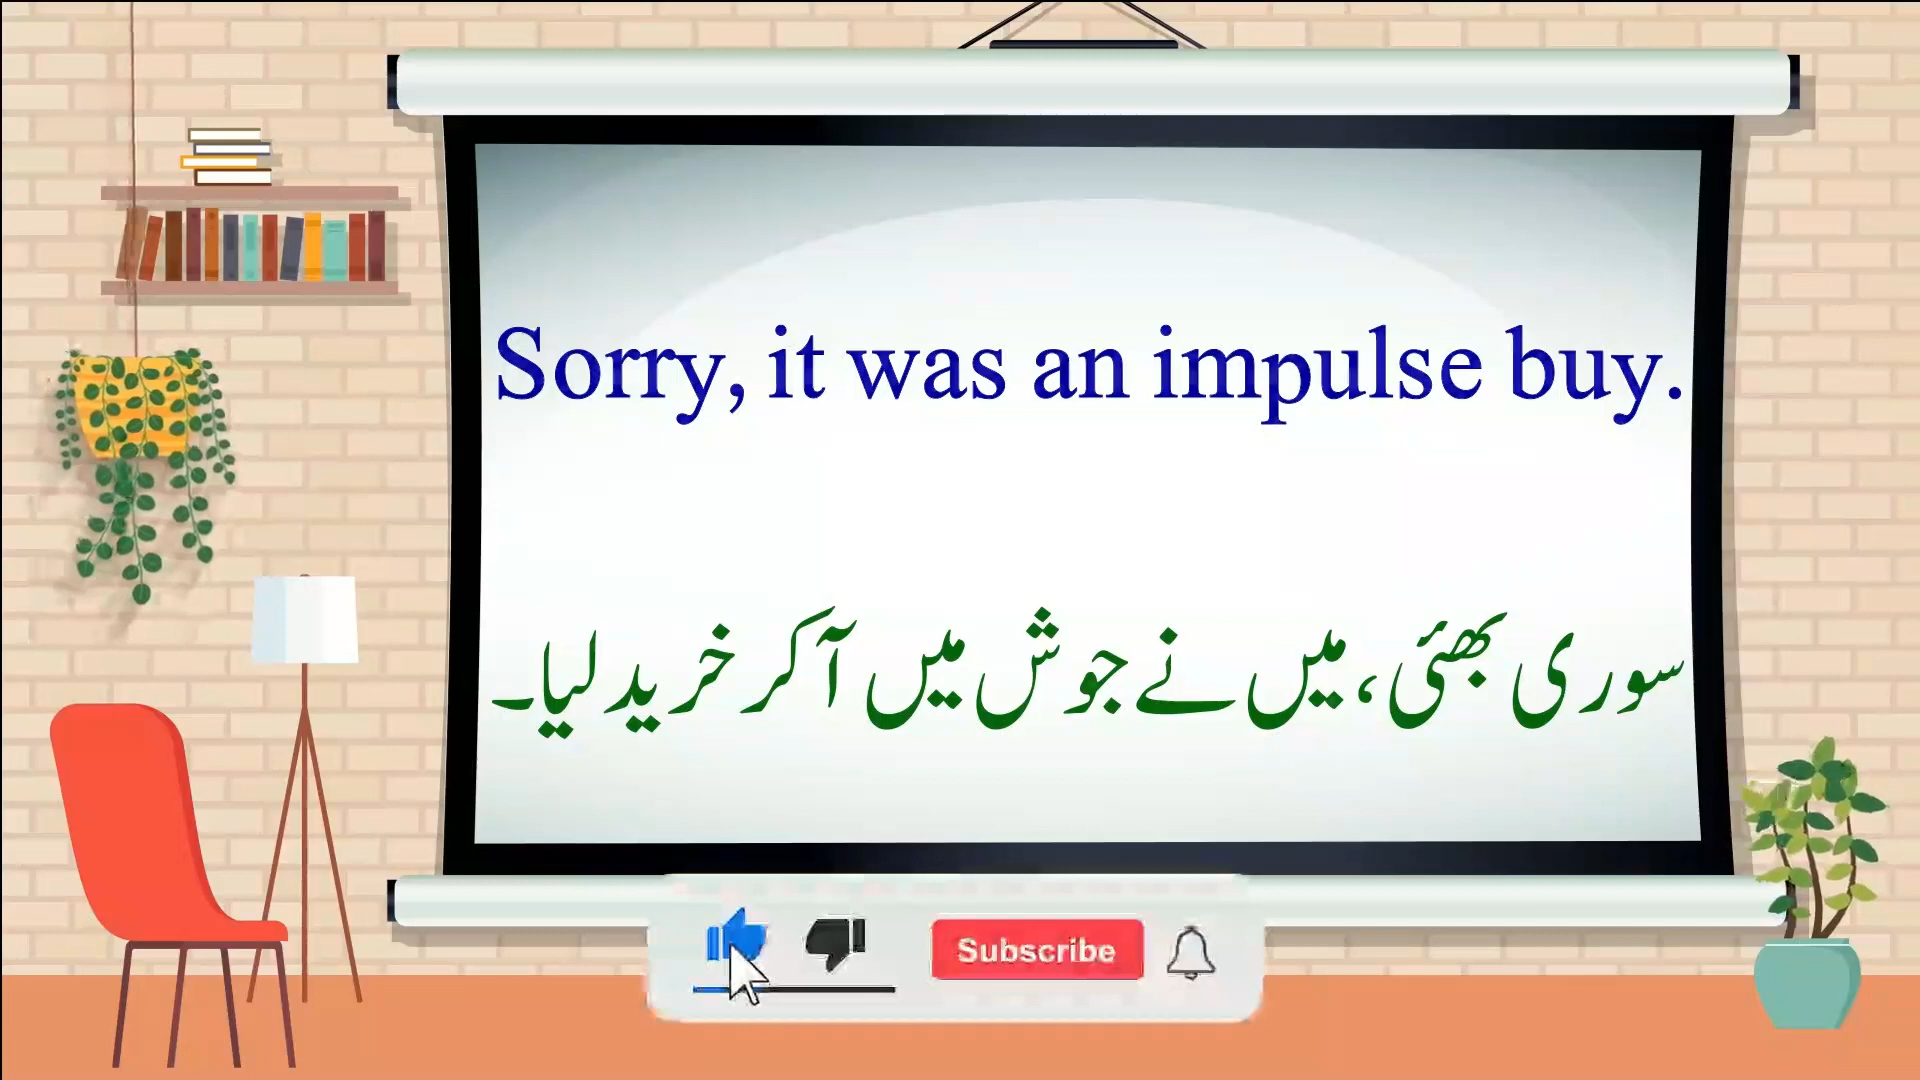 Sorry, it was an impulse buy.
سوری بھئی، میں نے جوش میں آکر خرید لیا۔
Subscribe